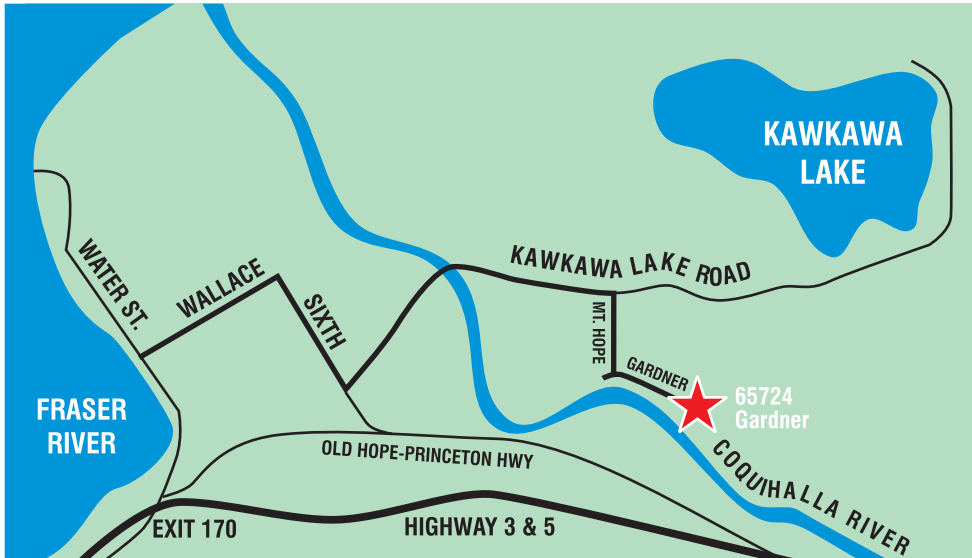 KAWKAWA
LAKE
KAWKAWA LAKE ROAD
WATER ST.
WALLACE
SIXTH
MT. HOPE
GARDNER
65724
Gardner
FRASER
RIVER
OLD HOPE-PRINCETON HWY
COQUIHALLA RIVER
EXIT 170
HIGHWAY 3 & 5